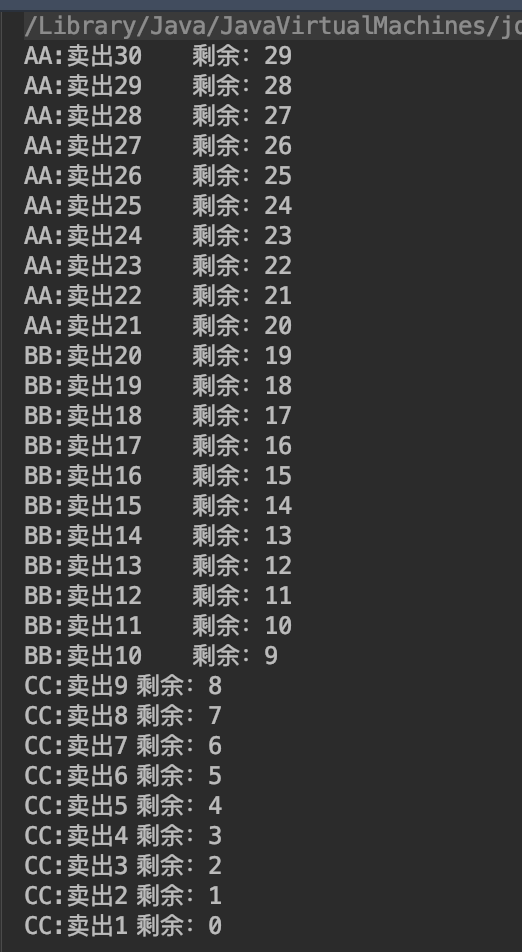 /Library/Java/JavaVirtualMachines/jd
AA:卖出30    剩余：29
AA:卖出29    剩余：28
AA:卖出28    剩余：27
AA:卖出27    剩余：26
AA:卖出26    剩余：25
AA:卖出25    剩余：24
AA:卖出24    剩余：23
AA:卖出23    剩余：22
AA:卖出22    剩余：21
AA:卖出21    剩余：20
BB:卖出20    剩余：19
BB:卖出19    剩余：18
BB:卖出18    剩余：17
BB:卖出17    剩余：16
BB:卖出16    剩余：15
BB:卖出15    剩余：14
BB:卖出14    剩余：13
BB:卖出13    剩余：12
BB:卖出12    剩余：11
BB:卖出11    剩余：10
BB:卖出10    剩余：9
CC:卖出9 剩余：8
CC:卖出8 剩余：7
CC:卖出7 剩余：6
CC:卖出6 剩余：5
CC:卖出5 剩余：4
CC:卖出4 剩余：3
CC:卖出3 剩余：2
CC:卖出2 剩余：1
CC:卖出1 剩余：0